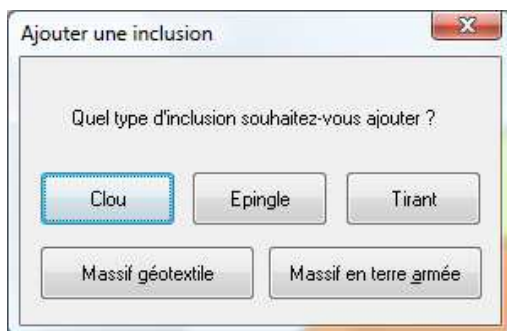 Ajouter une inclusion
Quel type d'inclusion souhaitez-vous ajouter ?
Clou
Epingle
Tirant
Massif géotextile
Massif en terre armée